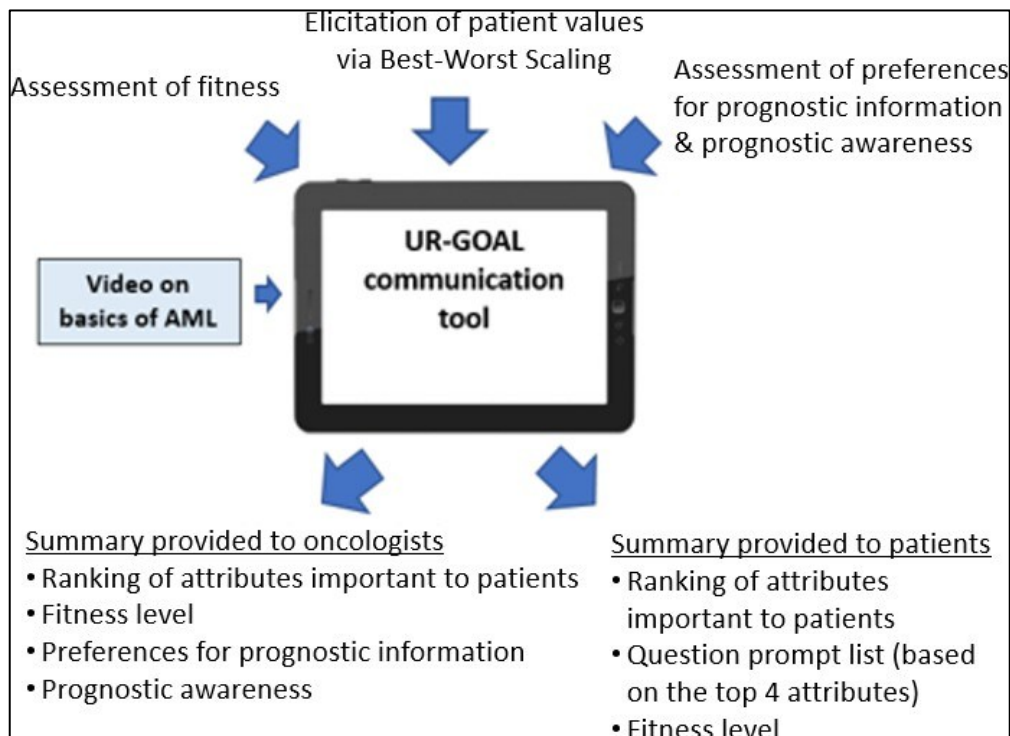 Elicitation of patient values
via Best-Worst Scaling
Assessment of fitness
Assessment of preferences
for prognostic information
& prognostic awareness
Video on
basics of AML
UR-GOAL
communication
tool
Summary provided to oncologists
• Ranking of attributes important to patients
• Fitness level
• Preferences for prognostic information
• Prognostic awareness
Summary provided to patients
• Ranking of attributes
important to patients
• Question prompt list (based
on the top 4 attributes)
• Fitness level